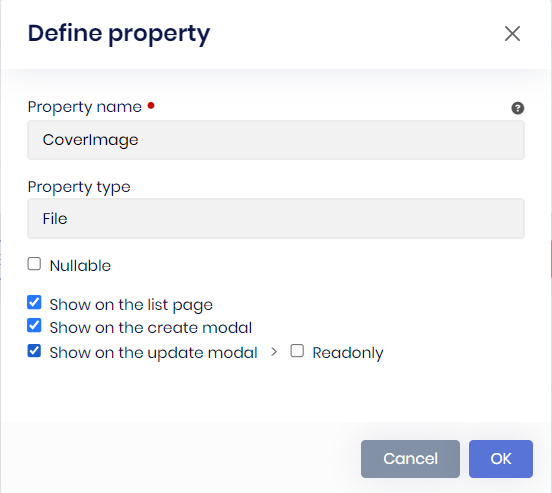 Define property
Property name
CoverImage
Property type
File
Nullable
Show on the list page
Show on the create modal
Show on the update modal > Readonly
Cancel OK